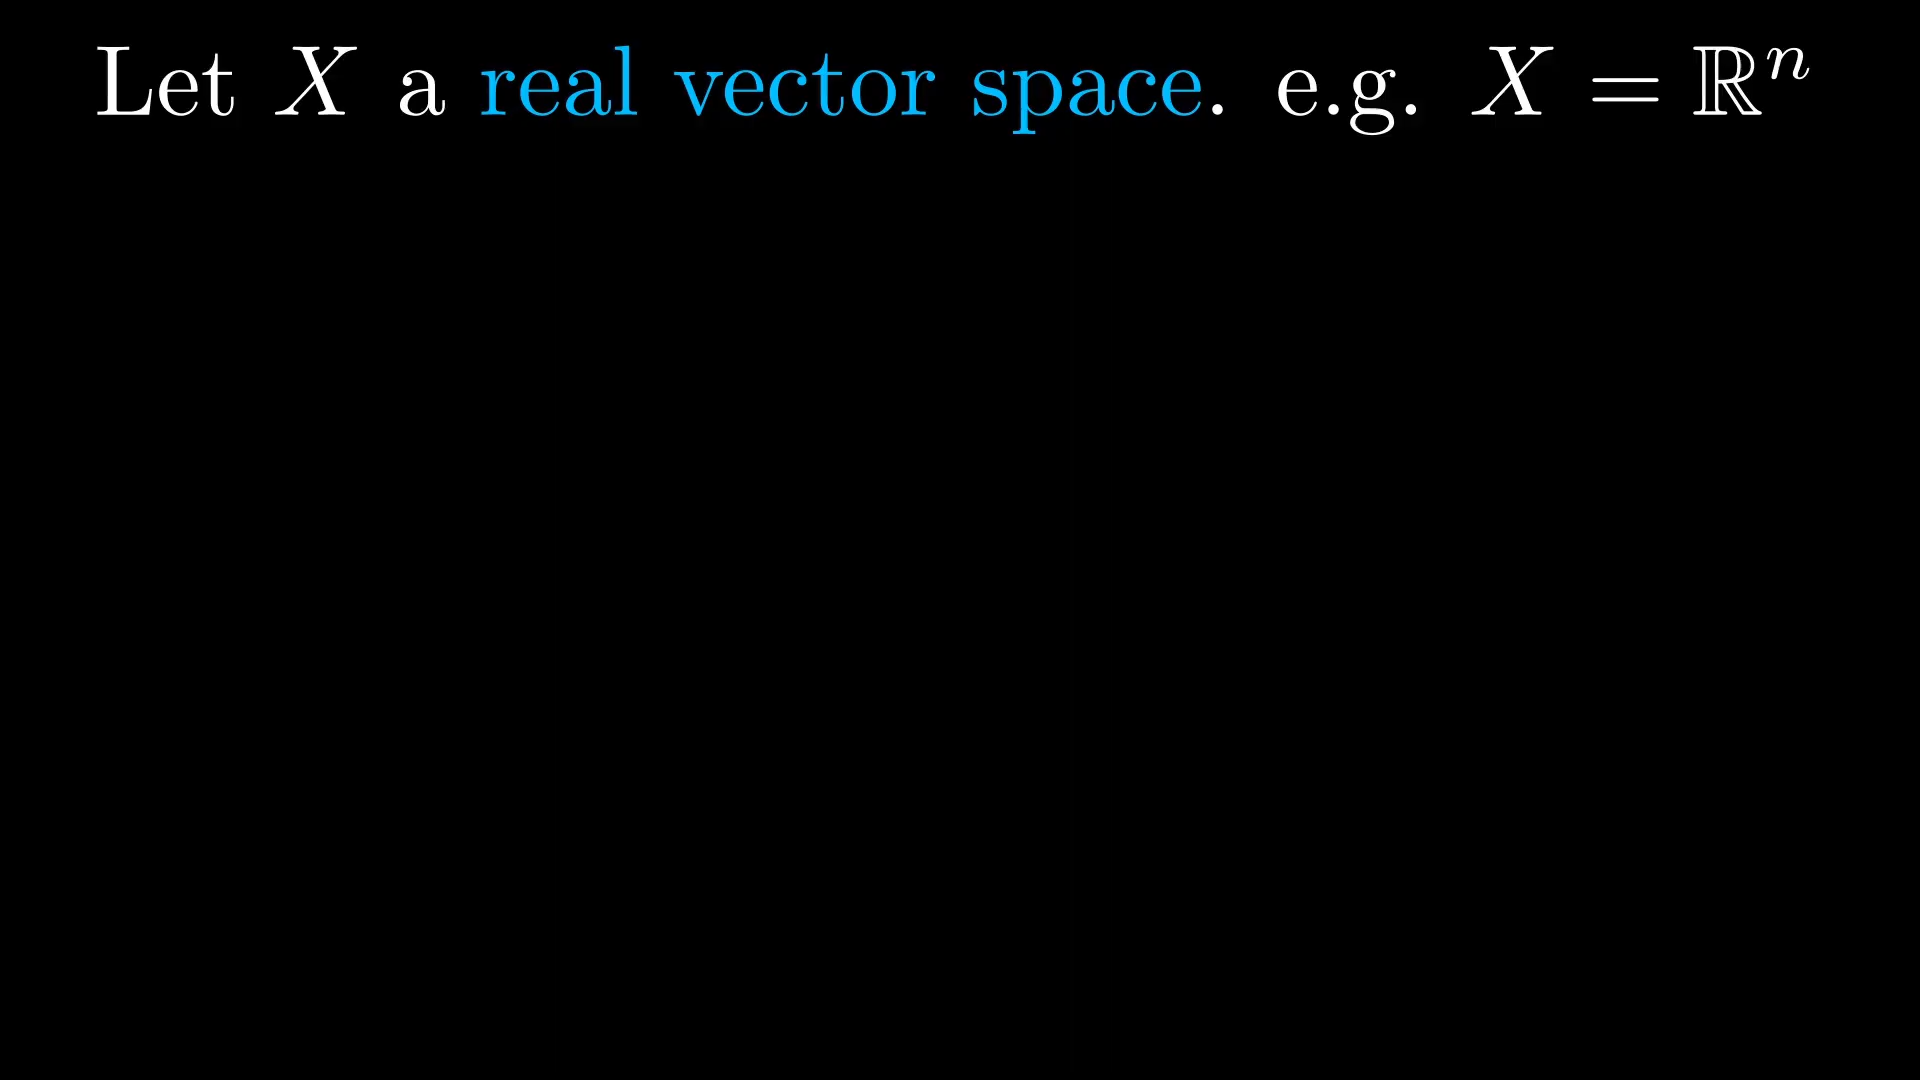 Let X a real vector space. e.g. X = ℝⁿ